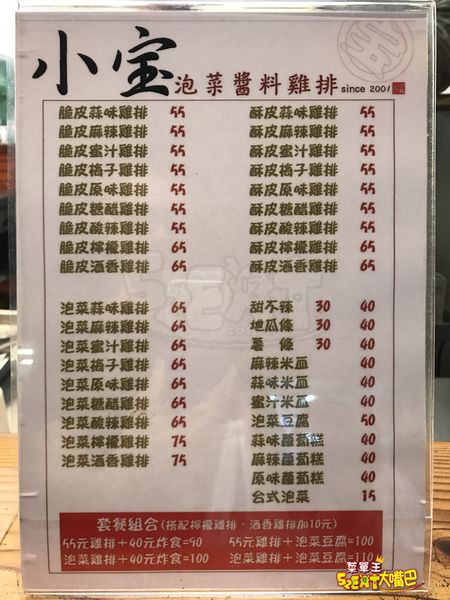 小宝泡菜醬料雞排 since 2001
脆皮蒜味雞排 55
脆皮麻辣雞排 55
脆皮蜜汁雞排 55
脆皮梅子雞排 55
脆皮原味雞排 55
脆皮糖醋雞排 55
脆皮酸辣雞排 55
脆皮檸檬雞排 65
脆皮酒香雞排 65
酥皮蒜味雞排 55
酥皮麻辣雞排 55
酥皮蜜汁雞排 55
酥皮梅子雞排 55
酥皮原味雞排 55
酥皮糖醋雞排 55
酥皮酸辣雞排 55
酥皮檸檬雞排 65
酥皮酒香雞排 65
泡菜蒜味雞排 65
泡菜麻辣雞排 65
泡菜蜜汁雞排 65
泡菜梅子雞排 65
泡菜原味雞排 65
泡菜糖醋雞排 65
泡菜酸辣雞排 65
泡菜檸檬雞排 75
泡菜酒香雞排 75
甜不辣 30 40
地瓜條 30 40
薯條 30 40
麻辣米血 40
蒜味米血 40
蜜汁米血 40
泡菜豆腐 50
蒜味蘿蔔糕 40
麻辣蘿蔔糕 40
原味蘿蔔糕 40
台式泡菜 15
套餐組合(搭配檸檬雞排、酒香雞排加10元)
55元雞排+40元炸食=90 55元雞排+泡菜豆腐=100
泡菜雞排+40元炸食=100 泡菜雞排+泡菜豆腐=110
菜單王
SZEAT大嘴巴